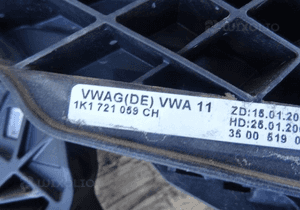 VWAG(DE) VWA 11
1K1 721 059 CH
ZD:15.01.20
HD:25.01.20
35 00 519 0